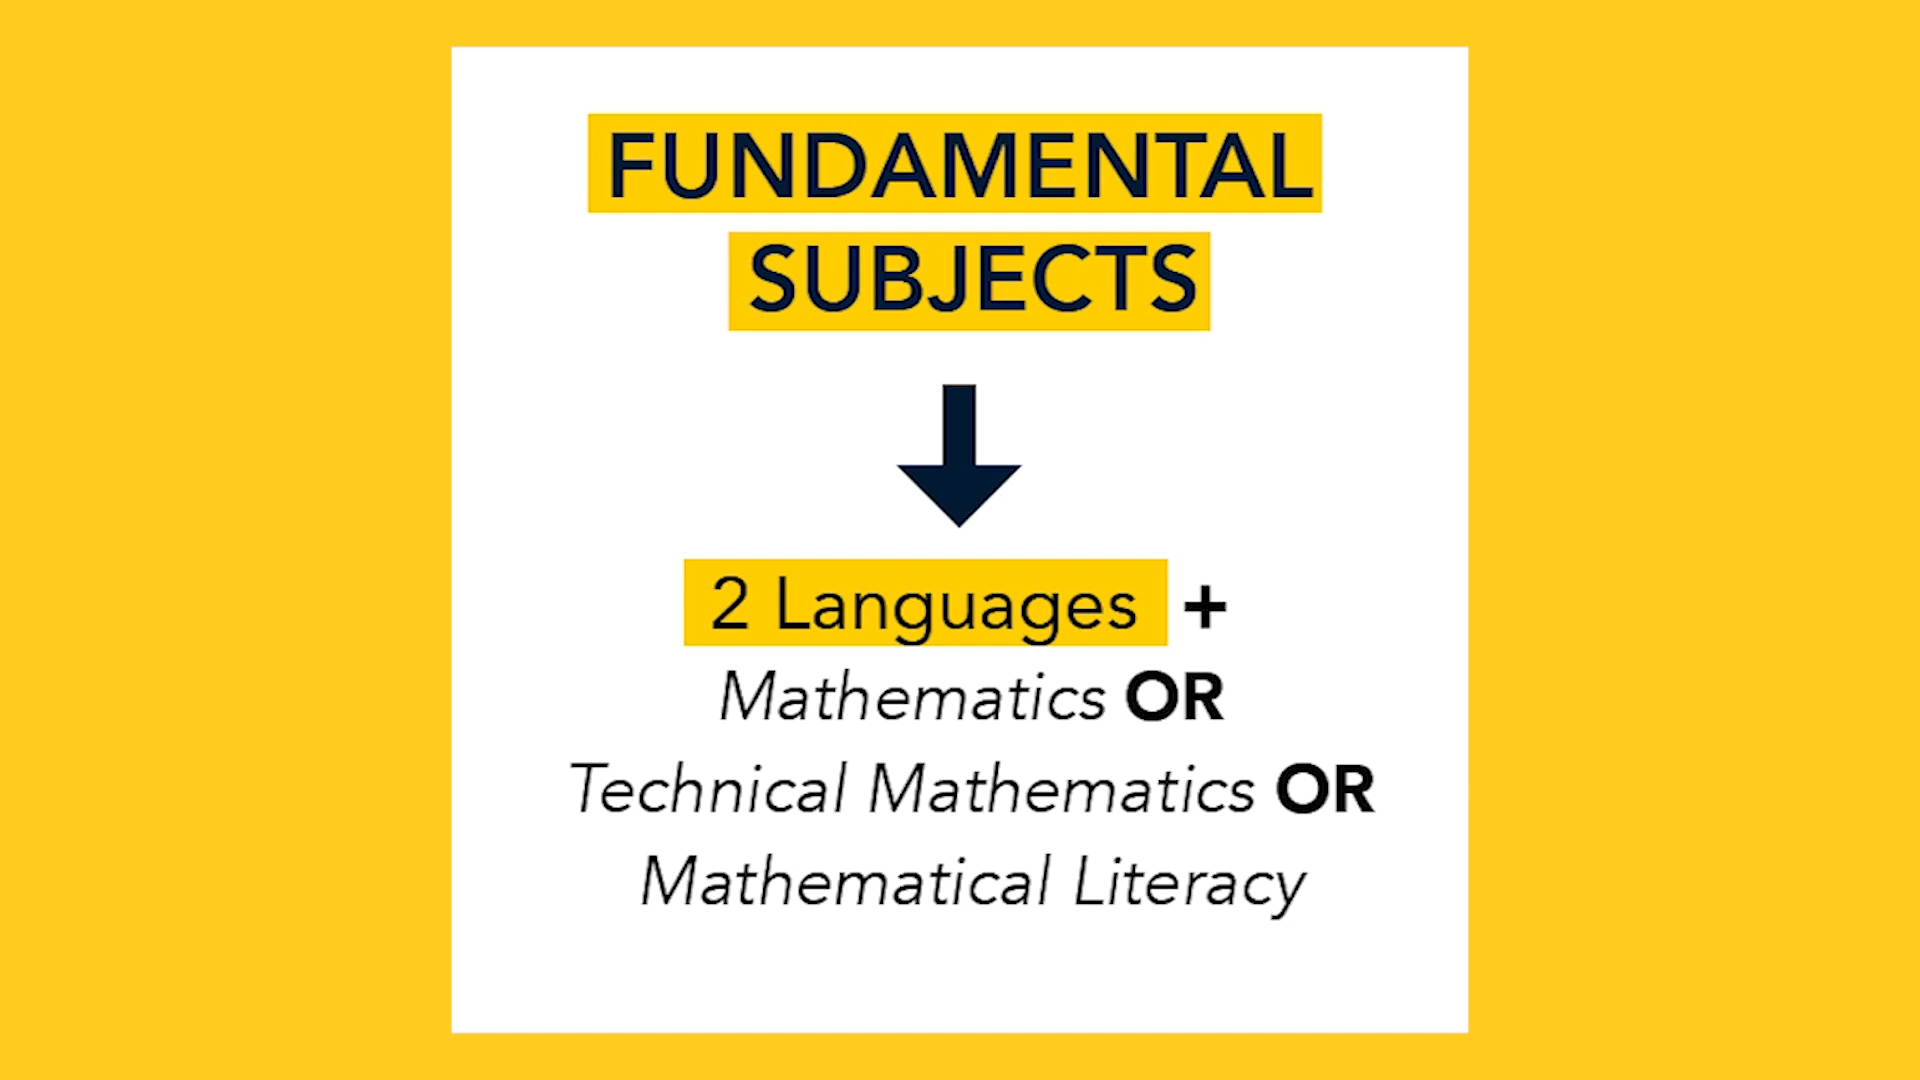 FUNDAMENTAL
SUBJECTS
2 Languages +
Mathematics OR
Technical Mathematics OR
Mathematical Literacy